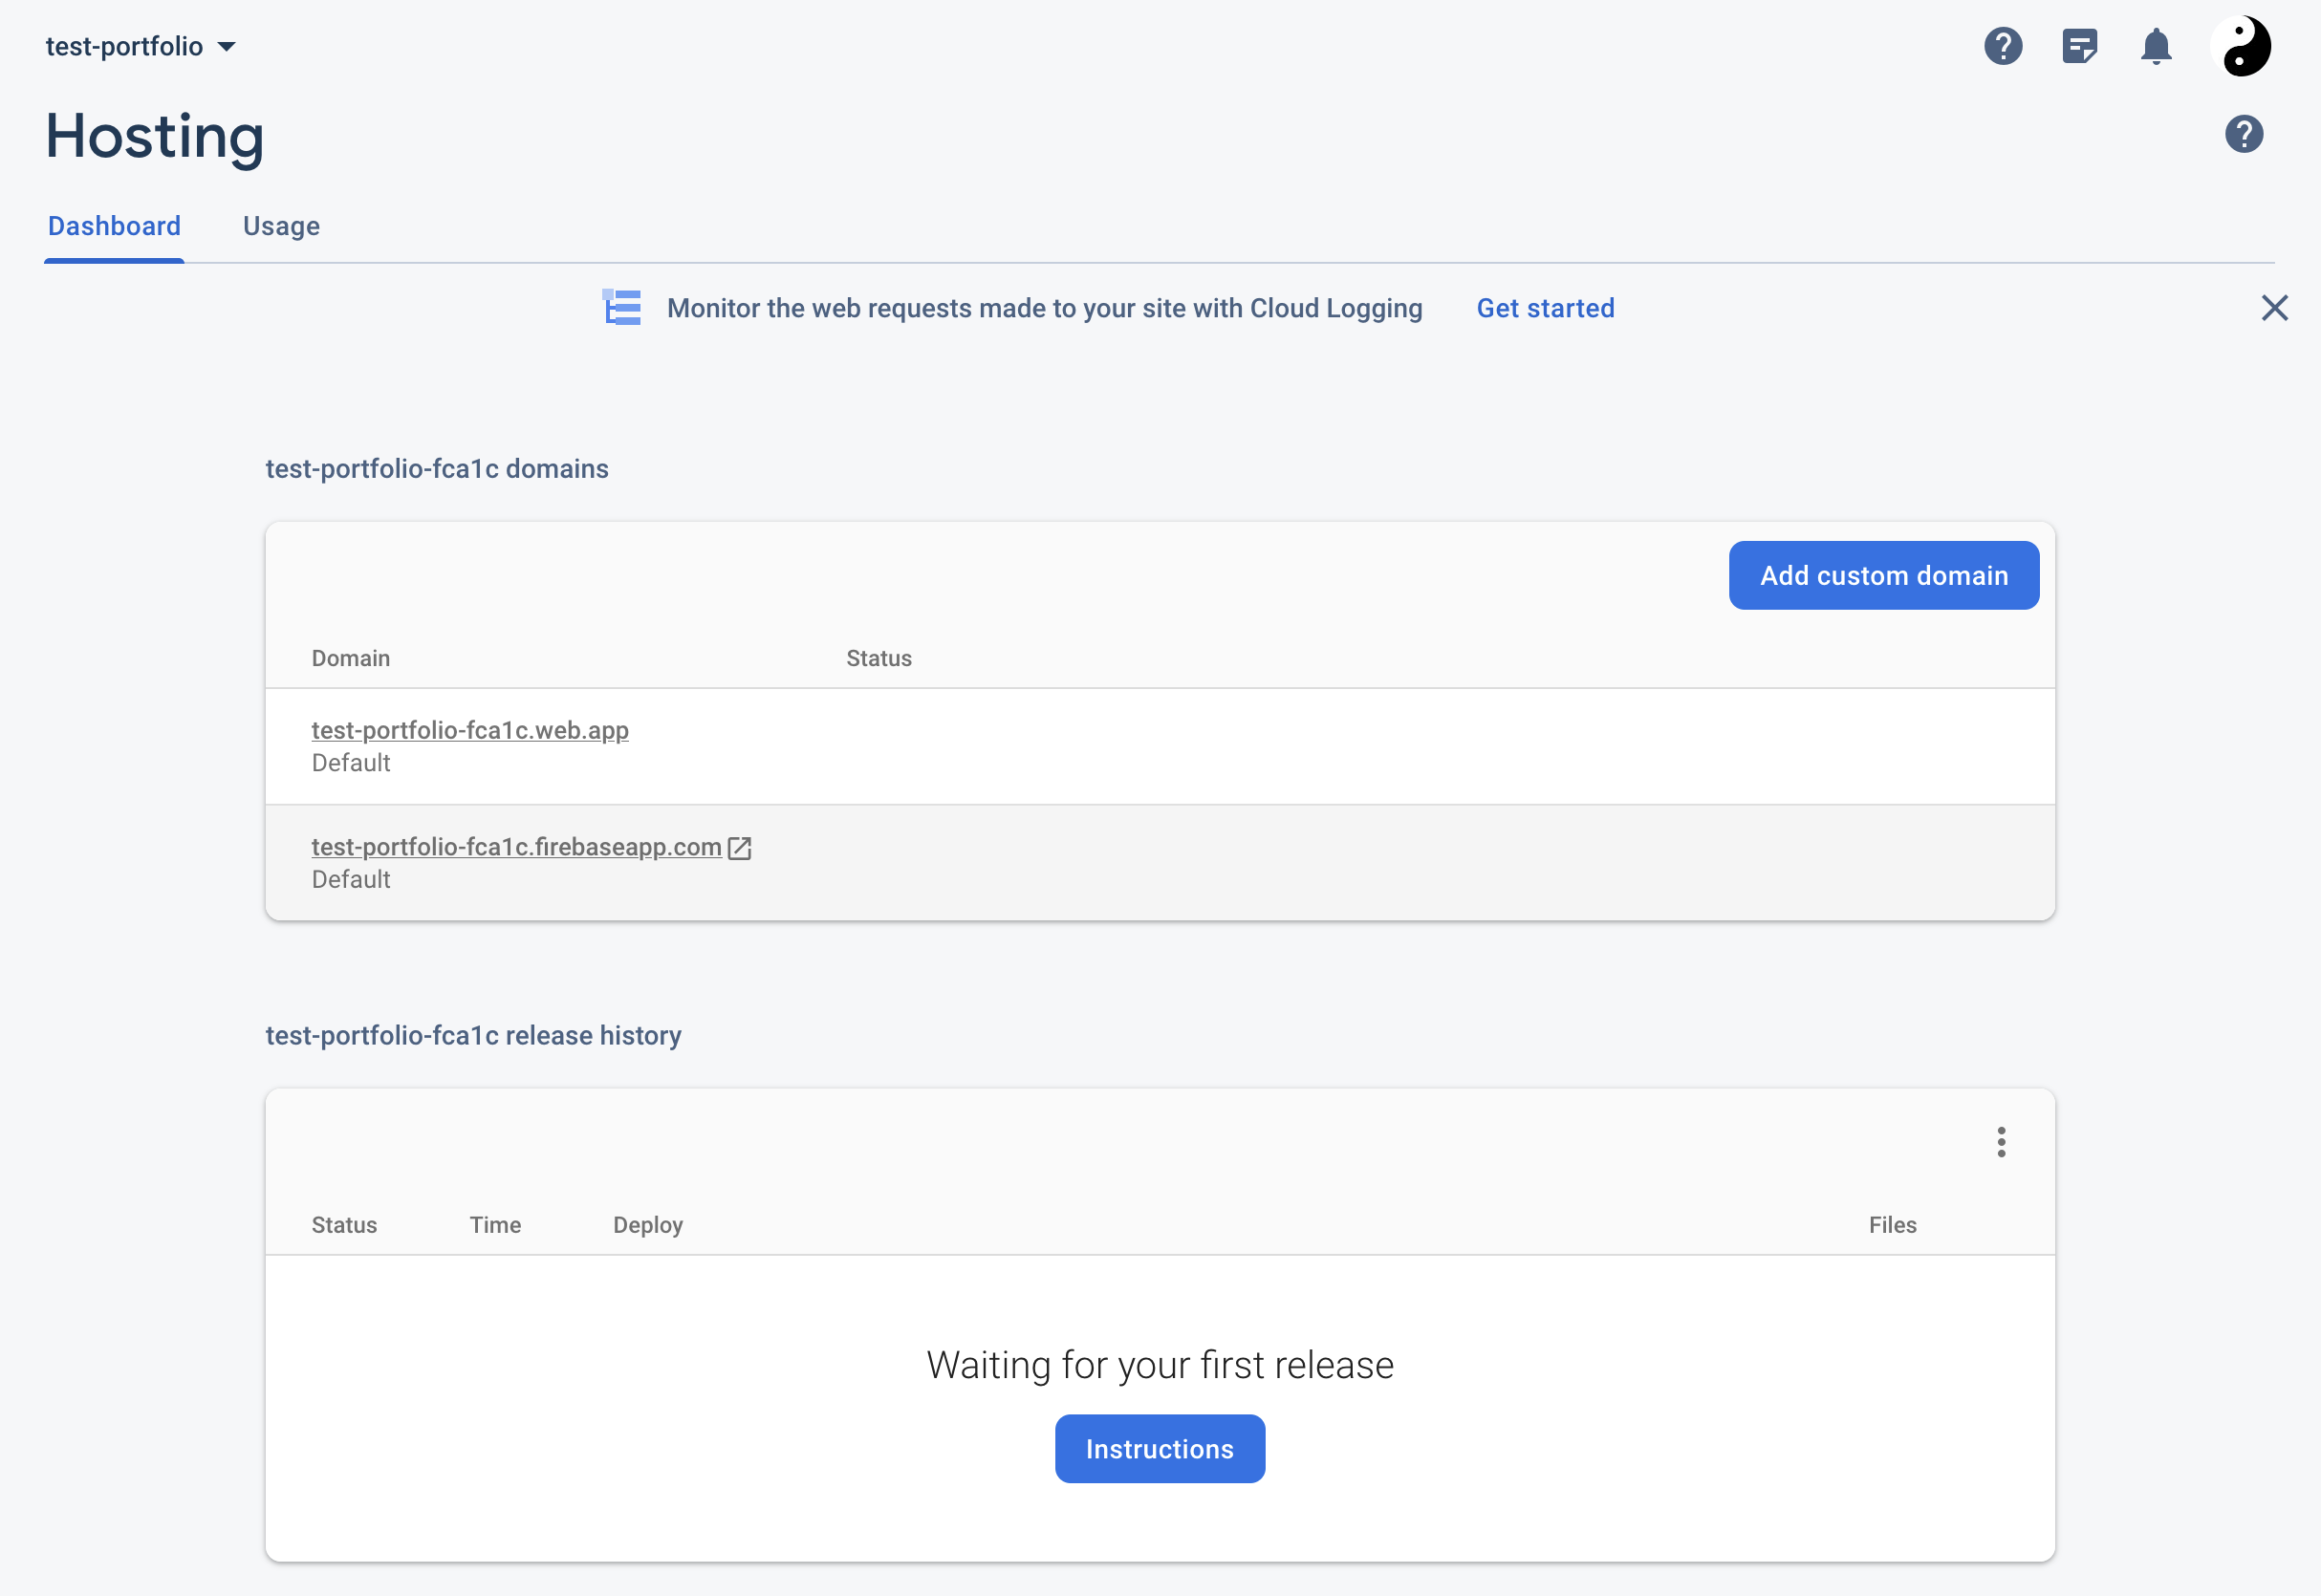 test-portfolio
Hosting
Dashboard Usage
Monitor the web requests made to your site with Cloud Logging Get started
test-portfolio-fca1c domains
Add custom domain
Domain Status
test-portfolio-fca1c.web.app
Default
test-portfolio-fca1c.firebaseapp.com
Default
test-portfolio-fca1c release history
Status Time Deploy Files
Waiting for your first release
Instructions